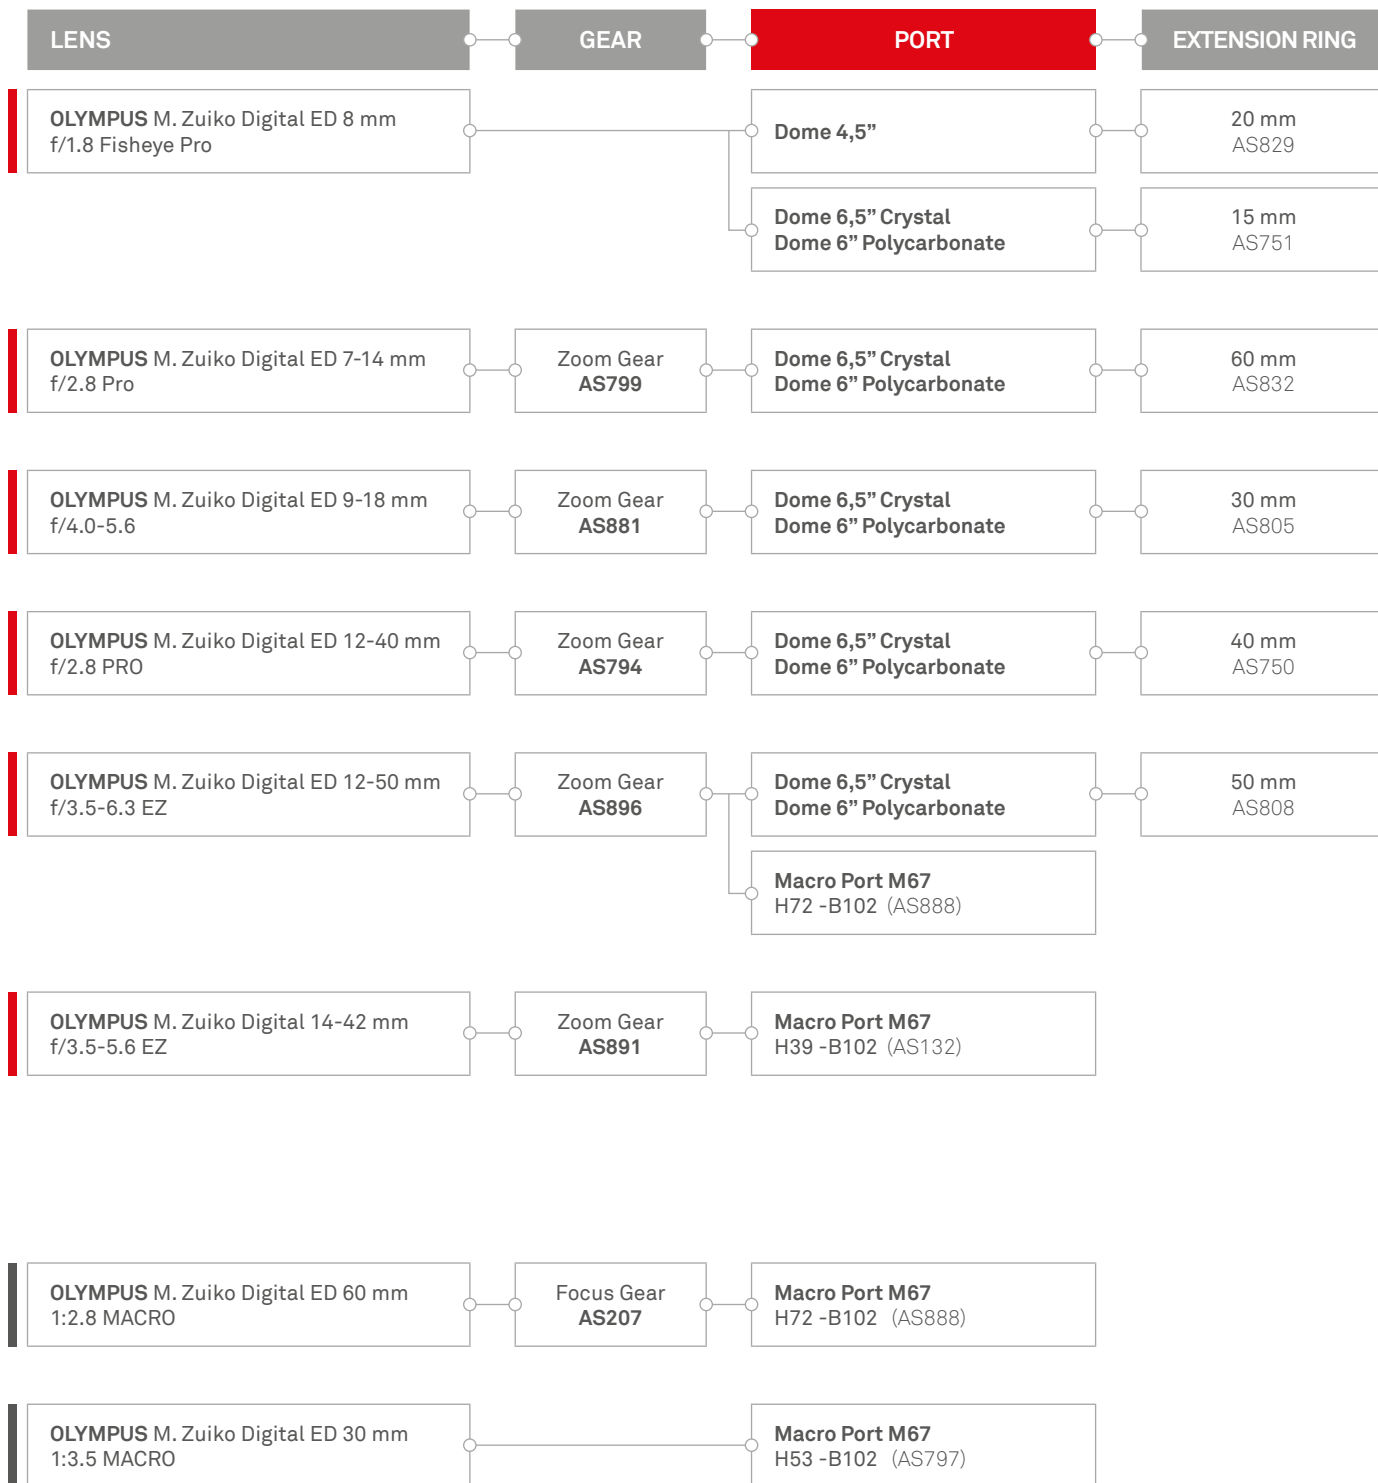 LENS GEAR PORT EXTENSION RING
OLYMPUS M. Zuiko Digital ED 8 mm
f/1.8 Fisheye Pro
Dome 4,5”
20 mm
AS829
Dome 6,5” Crystal
Dome 6” Polycarbonate
15 mm
AS751
OLYMPUS M. Zuiko Digital ED 7-14 mm
f/2.8 Pro
Zoom Gear
AS799
Dome 6,5” Crystal
Dome 6” Polycarbonate
60 mm
AS832
OLYMPUS M. Zuiko Digital ED 9-18 mm
f/4.0-5.6
Zoom Gear
AS881
Dome 6,5” Crystal
Dome 6” Polycarbonate
30 mm
AS805
OLYMPUS M. Zuiko Digital ED 12-40 mm
f/2.8 PRO
Zoom Gear
AS794
Dome 6,5” Crystal
Dome 6” Polycarbonate
40 mm
AS750
OLYMPUS M. Zuiko Digital ED 12-50 mm
f/3.5-6.3 EZ
Zoom Gear
AS896
Dome 6,5” Crystal
Dome 6” Polycarbonate
50 mm
AS808
Macro Port M67
H72 -B102 (AS888)
OLYMPUS M. Zuiko Digital 14-42 mm
f/3.5-5.6 EZ
Zoom Gear
AS891
Macro Port M67
H39 -B102 (AS132)
OLYMPUS M. Zuiko Digital ED 60 mm
1:2.8 MACRO
Focus Gear
AS207
Macro Port M67
H72 -B102 (AS888)
OLYMPUS M. Zuiko Digital ED 30 mm
1:3.5 MACRO
Macro Port M67
H53 -B102 (AS797)